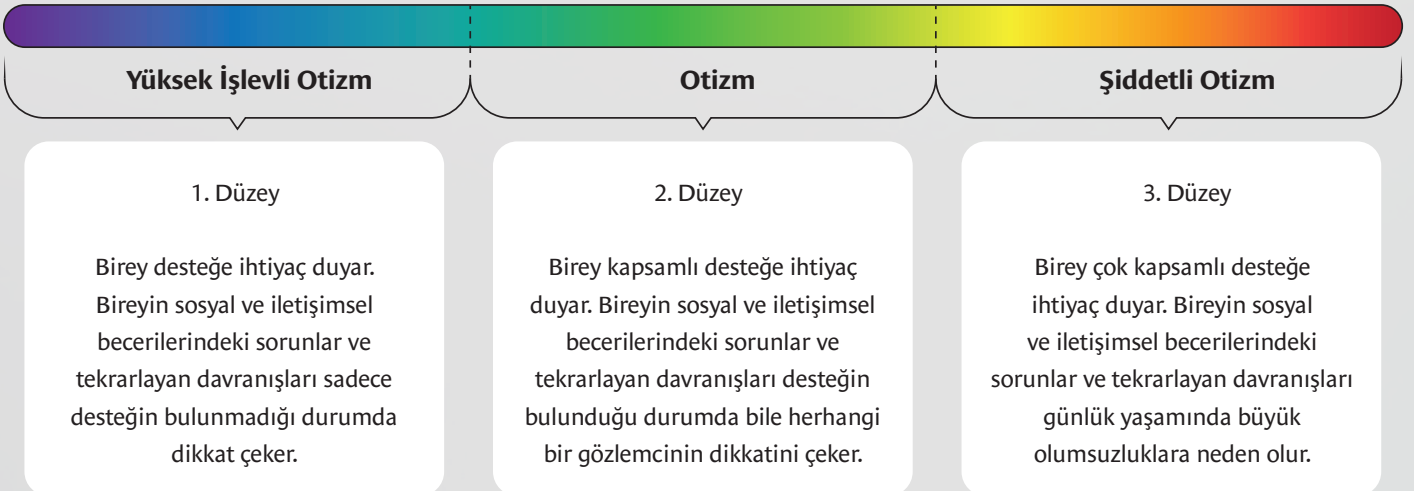 Yüksek İşlevli Otizm
Otizm
Şiddetli Otizm
1. Düzey
Birey desteğe ihtiyaç duyar.
Bireyin sosyal ve iletişimsel
becerilerindeki sorunlar ve
tekrarlayan davranışları sadece
desteğin bulunmadığı durumda
dikkat çeker.
2. Düzey
Birey kapsamlı desteğe ihtiyaç
duyar. Bireyin sosyal ve iletişimsel
becerilerindeki sorunlar ve
tekrarlayan davranışları desteğin
bulunduğu durumda bile herhangi
bir gözlemcinin dikkatini çeker.
3. Düzey
Birey çok kapsamlı desteğe
ihtiyaç duyar. Bireyin sosyal
ve iletişimsel becerilerindeki
sorunlar ve tekrarlayan davranışları
günlük yaşamında büyük
olumsuzluklara neden olur.